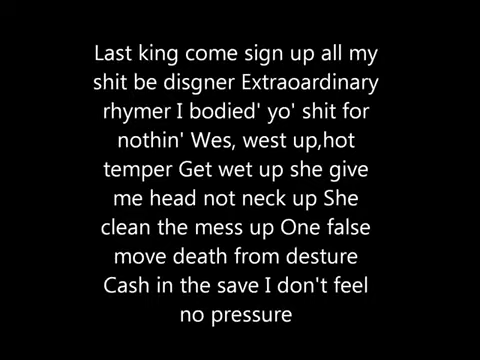 Last king come sign up all my
shit be disgner Extraoardinary
rhymer I bodied' yo' shit for
nothin' Wes, west up,hot
temper Get wet up she give
me head not neck up She
clean the mess up One false
move death from desture
Cash in the save I don't feel
no pressure